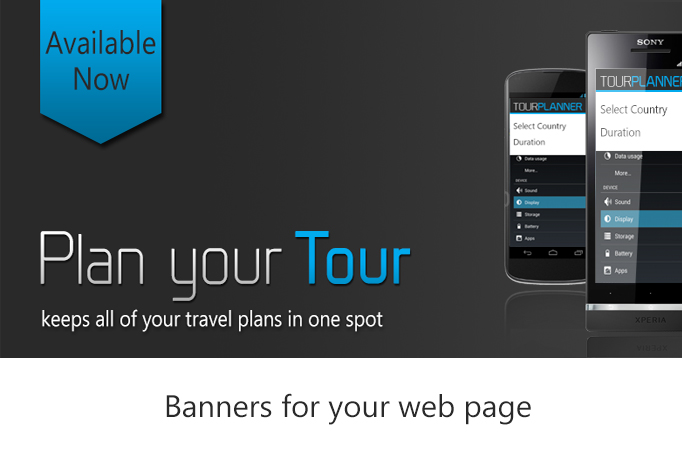 Available
Now
SONY
TOURPLANNER
Select Country
Duration
Data usage
More...
DEVICE
Sound
Display
Storage
Battery
Apps
TOURPLANNER
Select Country
Duration
Data usage
More...
DEVICE
Sound
Display
Storage
Battery
Apps
XPERIA
Plan your Tour
keeps all of your travel plans in one spot
Banners for your web page